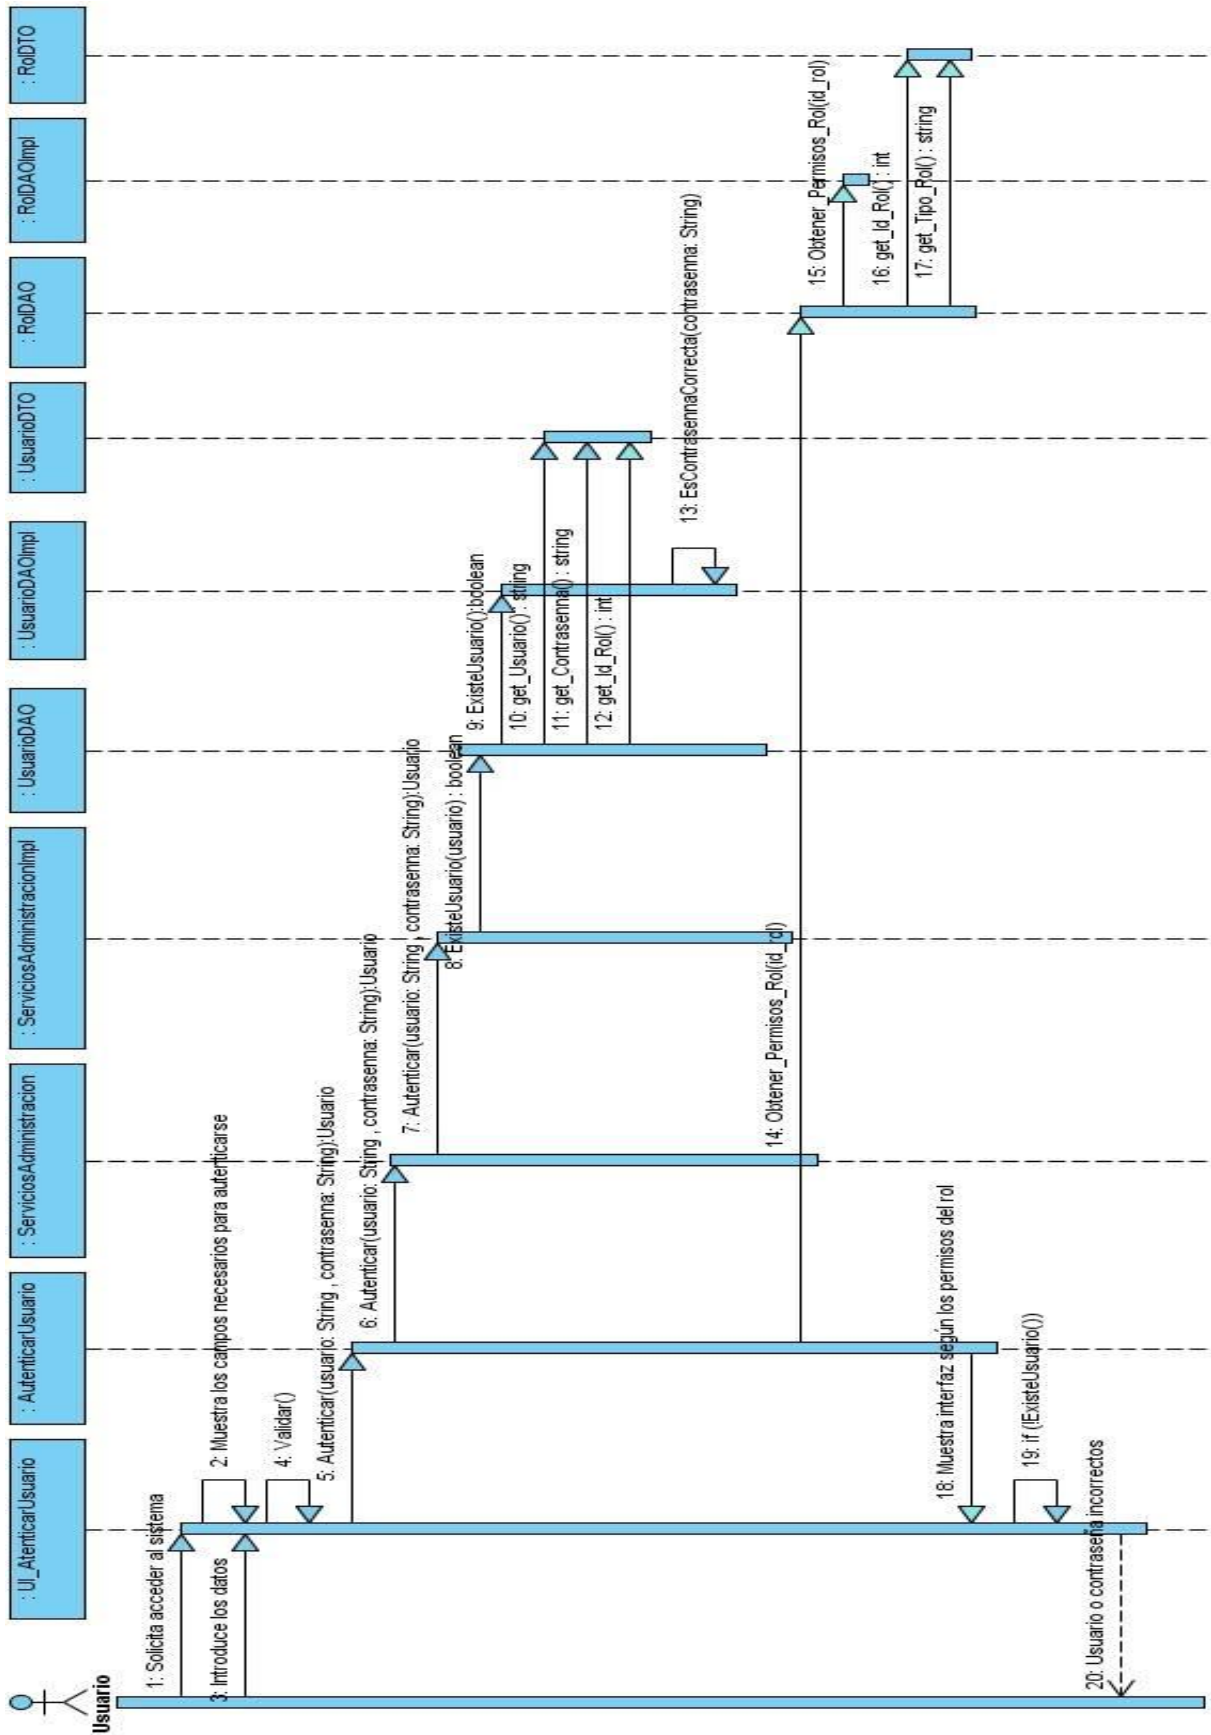 Usuario
: UI_AtenticarUsuario
: AutenticarUsuario
: ServiciosAdministracion
: ServiciosAdministracionImpl
: UsuarioDAO
: UsuarioDAOImpl
: UsuarioDTO
: RolDAO
: RolDAOImpl
: RolDTO
1: Solicita acceder al sistema
2: Muestra los campos necesarios para autenticarse
3: Introduce los datos
4: Validar()
5: Autenticar(usuario: String , contrasenna: String):Usuario
6: Autenticar(usuario: String , contrasenna: String):Usuario
7: Autenticar(usuario: String , contrasenna: String):Usuario
8: ExisteUsuario(usuario) : boolean
9: ExisteUsuario():boolean
10: get_Usuario() : string
11: get_Contrasenna() : string
12: get_Id_Rol() : int
13: EsContrasennaCorrecta(contrasenna: String)
14: Obtener_Permisos_Rol(id_rol)
15: Obtener_Permisos_Rol(id_rol)
16: get_Id_Rol() : int
17: get_Tipo_Rol() : string
18: Muestra interfaz según los permisos del rol
19: if (!ExisteUsuario())
20: Usuario o contraseña incorrectos